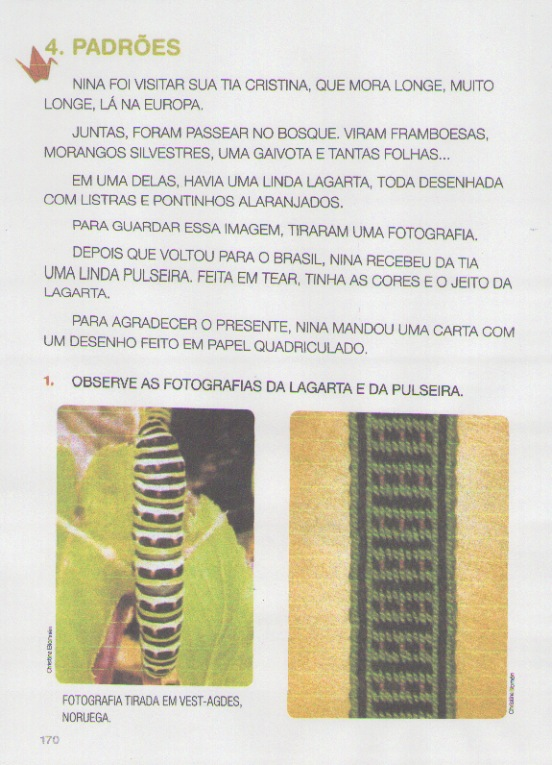 4. PADRÕES
NINA FOI VISITAR SUA TIA CRISTINA, QUE MORA LONGE, MUITO
LONGE, LÁ NA EUROPA.
JUNTAS, FORAM PASSEAR NO BOSQUE. VIRAM FRAMBOESAS,
MORANGOS SILVESTRES, UMA GAIVOTA E TANTAS FOLHAS...
EM UMA DELAS, HAVIA UMA LINDA LAGARTA, TODA DESENHADA
COM LISTRAS E PONTINHOS ALARANJADOS.
PARA GUARDAR ESSA IMAGEM, TIRARAM UMA FOTOGRAFIA.
DEPOIS QUE VOLTOU PARA O BRASIL, NINA RECEBEU DA TIA
UMA LINDA PULSEIRA. FEITA EM TEAR, TINHA AS CORES E O JEITO DA
LAGARTA.
PARA AGRADECER O PRESENTE, NINA MANDOU UMA CARTA COM
UM DESENHO FEITO EM PAPEL QUADRICULADO.
1. OBSERVE AS FOTOGRAFIAS DA LAGARTA E DA PULSEIRA.
FOTOGRAFIA TIRADA EM VEST-AGDES,
NORUEGA.
170